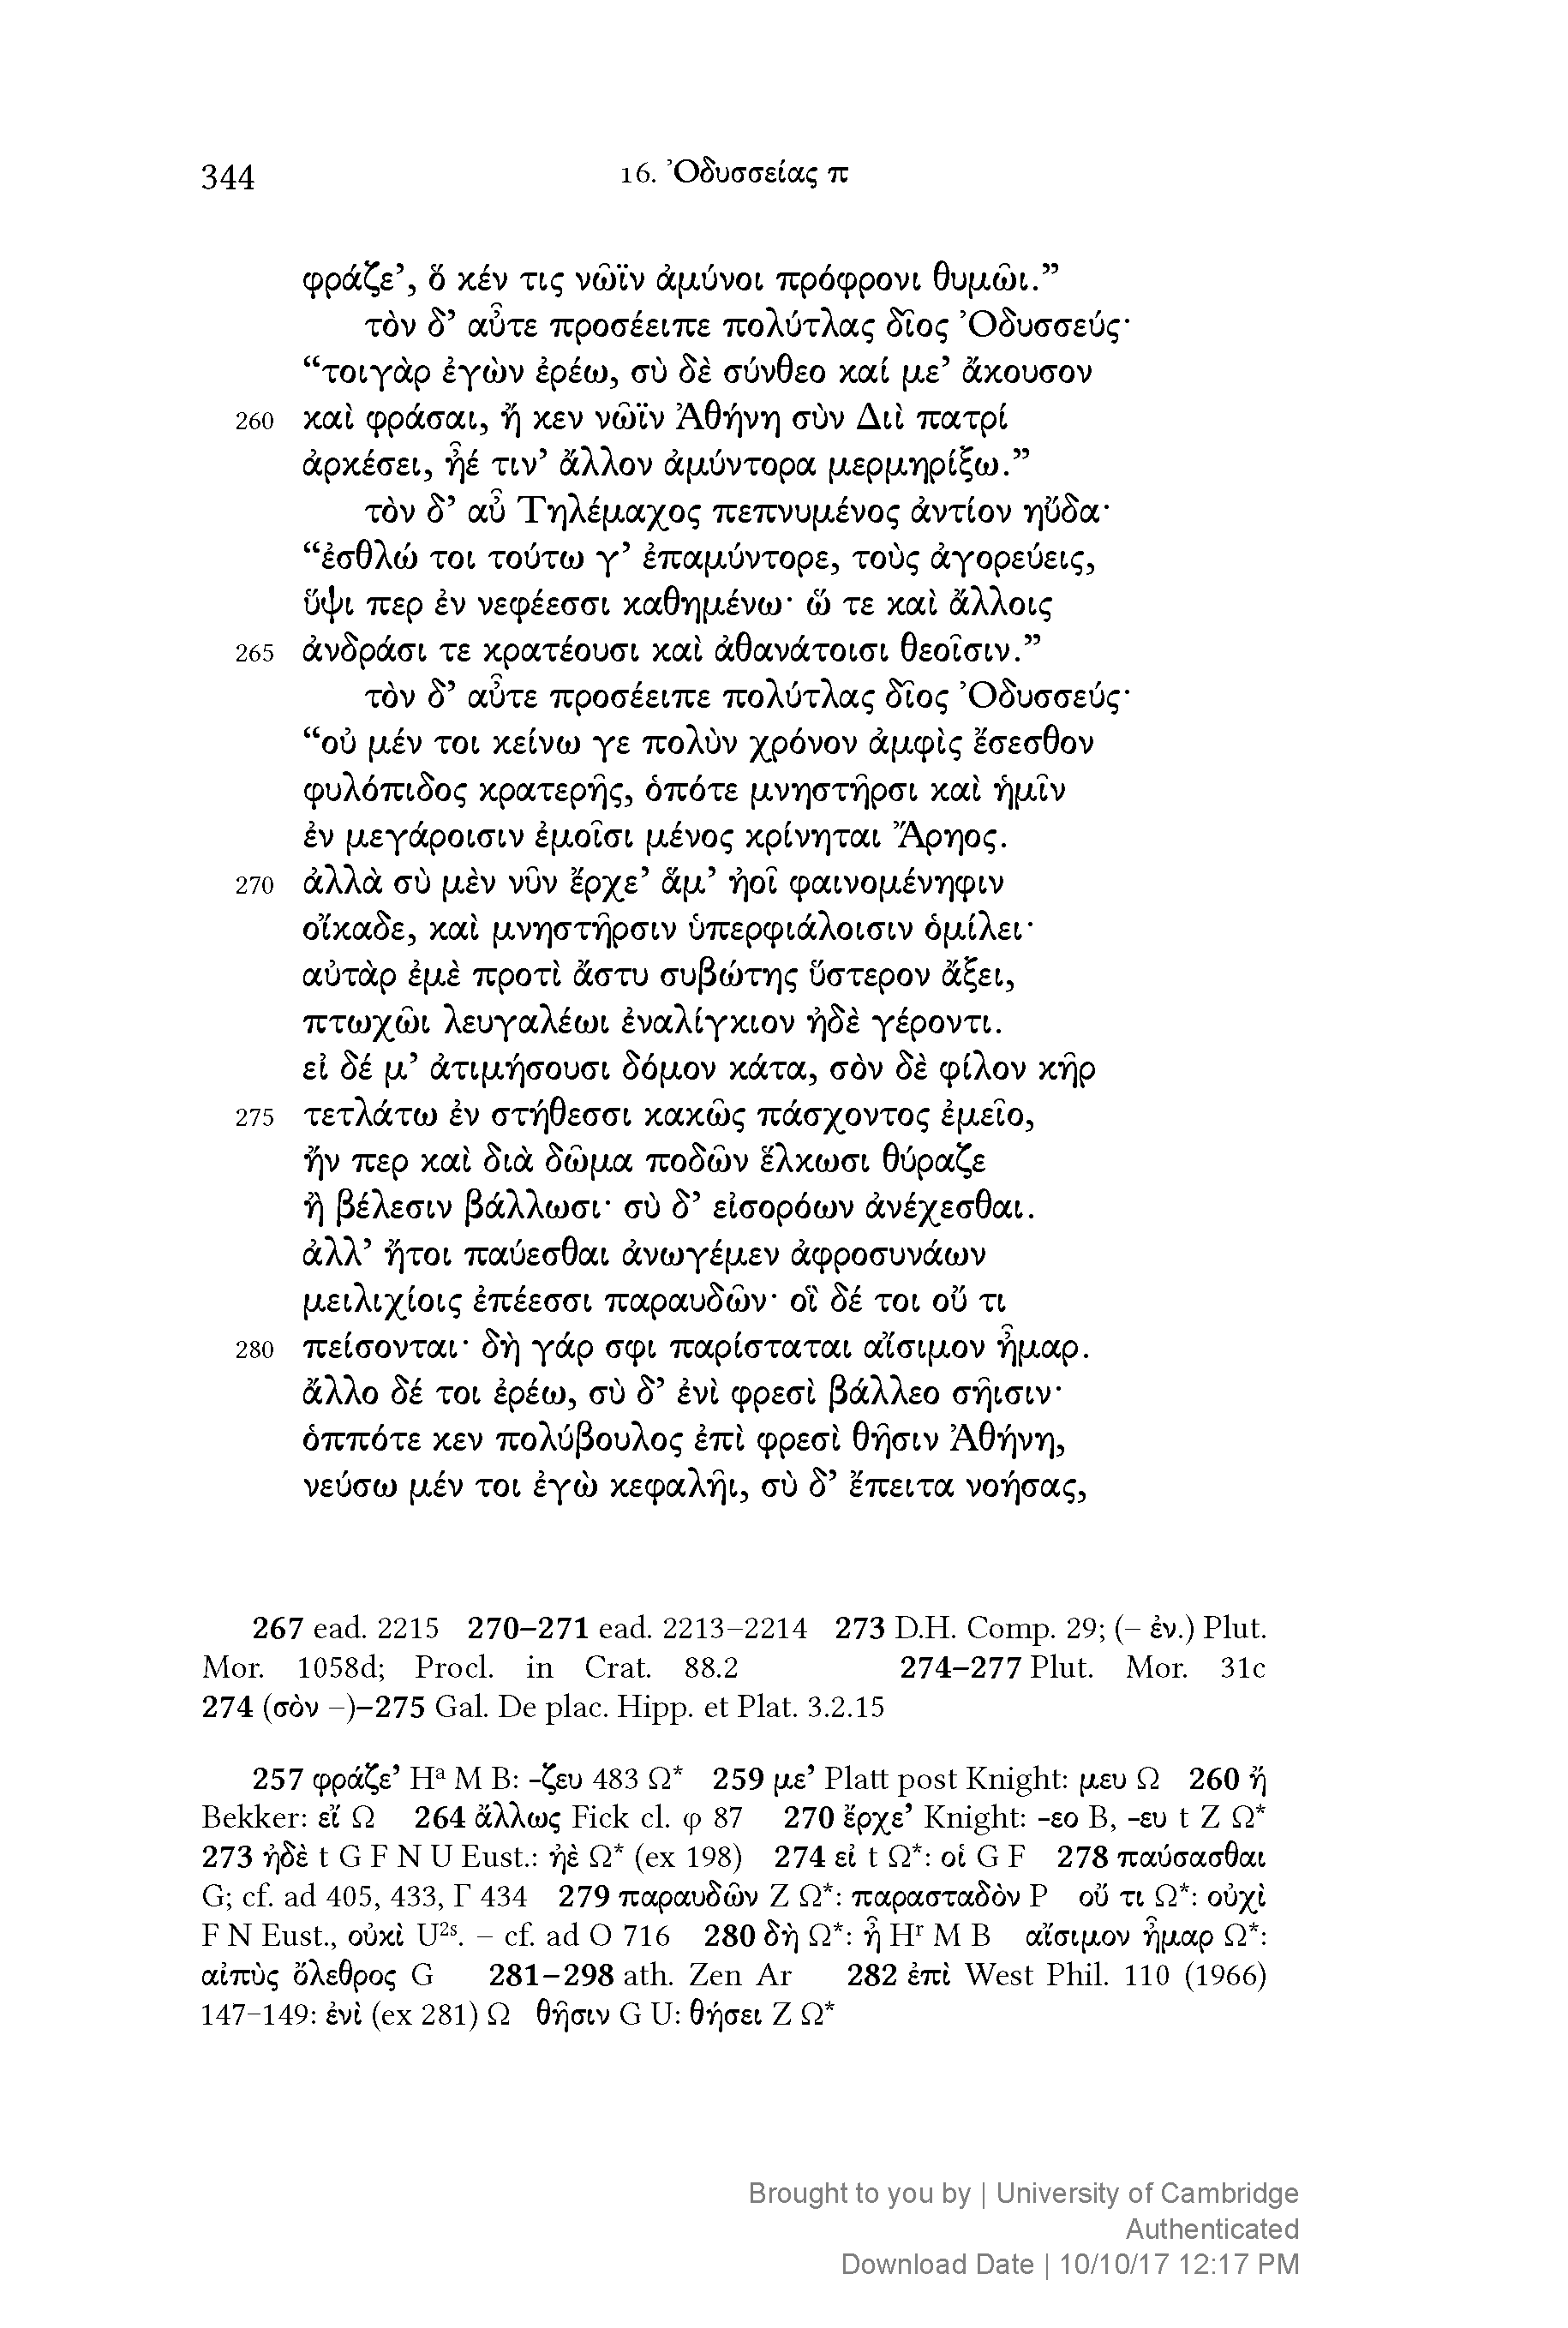 344 16. Ὀδυσσείας π
φράζε’, ὅ κέν τις νῶϊν ἀμύνοι πρόφρονι θυμῶι.”
τὸν δ’ αὖτε προσέειπε πολύτλας δῖος Ὀδυσσεύς·
“τοιγὰρ ἐγὼν ἐρέω, σὺ δὲ σύνθεο καί με’ ἄκουσον
260 καὶ φράσαι, ἤ κεν νῶϊν Ἀθήνη σὺν Διὶ πατρί
ἀρκέσει, ἦέ τιν’ ἄλλον ἀμύντορα μερμηρίξω.”
τὸν δ’ αὖ Τηλέμαχος πεπνυμένος ἀντίον ηὔδα·
“ἐσθλώ τοι τούτω γ’ ἐπαμύντορε, τοὺς ἀγορεύεις,
ὕψι περ ἐν νεφέεσσι καθημένω· ὥ τε καὶ ἄλλοις
265 ἀνδράσι τε κρατέουσι καὶ ἀθανάτοισι θεοῖσιν.”
τὸν δ’ αὖτε προσέειπε πολύτλας δῖος Ὀδυσσεύς·
“οὐ μέν τοι κείνω γε πολὺν χρόνον ἀμφὶς ἔσεσθον
φυλόπιδος κρατερῆς, ὁπότε μνηστῆρσι καὶ ἡμῖν
ἐν μεγάροισιν ἐμοῖσι μένος κρίνηται Ἄρηος.
270 ἀλλὰ σὺ μὲν νῦν ἔρχε’ ἅμ’ ἠοῖ φαινομένηφιν
οἴκαδε, καὶ μνηστῆρσιν ὑπερφιάλοισιν ὁμίλει·
αὐτὰρ ἐμὲ προτὶ ἄστυ συβώτης ὕστερον ἄξει,
πτωχῶι λευγαλέωι ἐναλίγκιον ἠδὲ γέροντι.
εἰ δέ μ’ ἀτιμήσουσι δόμον κάτα, σὸν δὲ φίλον κῆρ
275 τετλάτω ἐν στήθεσσι κακῶς πάσχοντος ἐμεῖο,
ἤν περ καὶ διὰ δῶμα ποδῶν ἕλκωσι θύραζε
ἢ βέλεσιν βάλλωσι· σὺ δ’ εἰσορόων ἀνέχεσθαι.
ἀλλ’ ἤτοι παύεσθαι ἀνωγέμεν ἀφροσυνάων
μειλιχίοις ἐπέεσσι παραυδῶν· οἳ δέ τοι οὔ τι
280 πείσονται· δὴ γάρ σφι παρίσταται αἴσιμον ἦμαρ.
ἄλλο δέ τοι ἐρέω, σὺ δ’ ἐνὶ φρεσὶ βάλλεο σῆισιν·
ὁππότε κεν πολύβουλος ἐπὶ φρεσὶ θῆσιν Ἀθήνη,
νεύσω μέν τοι ἐγὼ κεφαλῆι, σὺ δ’ ἔπειτα νοήσας,
267 ead. 2215 270–271 ead. 2213–2214 273 D.H. Comp. 29; (– ἐν.) Plut.
Mor. 1058d; Procl. in Crat. 88.2 274–277 Plut. Mor. 31c
274 (σὸν –)–275 Gal. De plac. Hipp. et Plat. 3.2.15
257 φράζε’ Hᵃ M B: -ζευ 483 Ω* 259 με’ Platt post Knight: μευ Ω 260 ἤ
Bekker: εἴ Ω 264 ἄλλως Fick cl. φ 87 270 ἔρχε’ Knight: -εο B, -ευ t Z Ω*
273 ἠδὲ t G F N U Eust.: ἠὲ Ω* (ex 198) 274 εἰ t Ω*: οἱ G F 278 παύσασθαι
G; cf. ad 405, 433, Γ 434 279 παραυδῶν Z Ω*: παρασταδὸν P οὔ τι Ω*: οὐχὶ
F N Eust., οὐκὶ U²ˢ. – cf. ad O 716 280 δὴ Ω*: ἦ Hʳ M B αἴσιμον ἦμαρ Ω*:
αἰπὺς ὄλεθρος G 281–298 ath. Zen Ar 282 ἐπὶ West Phil. 110 (1966)
147–149: ἐνὶ (ex 281) Ω θῆσιν G U: θήσει Z Ω*
Brought to you by | University of Cambridge
Authenticated
Download Date | 10/10/17 12:17 PM